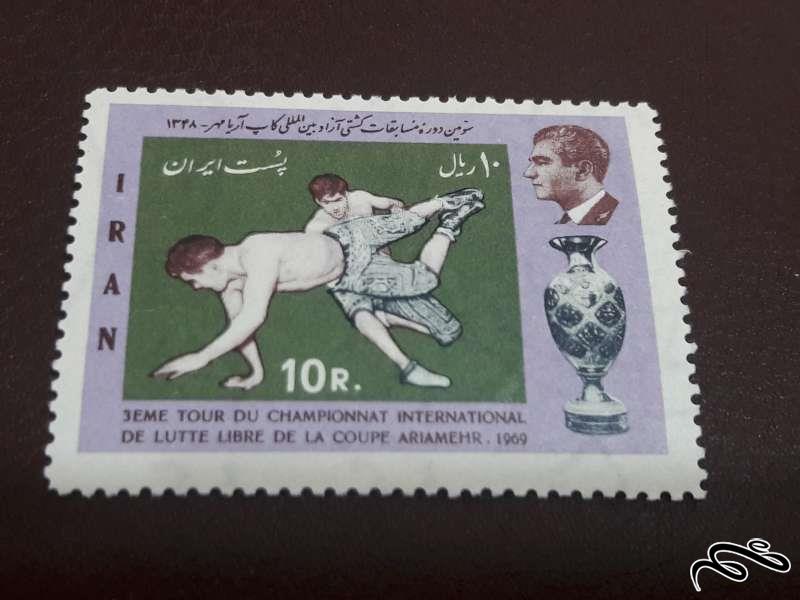 سومین دوره مسابقات کشتی آزاد بین المللی کاپ آریامهر - ۱۳۴۸
پست ایران
۱۰ ریال
IRAN
10R.
3EME TOUR DU CHAMPIONNAT INTERNATIONAL
DE LUTTE LIBRE DE LA COUPE ARIAMEHR. 1969